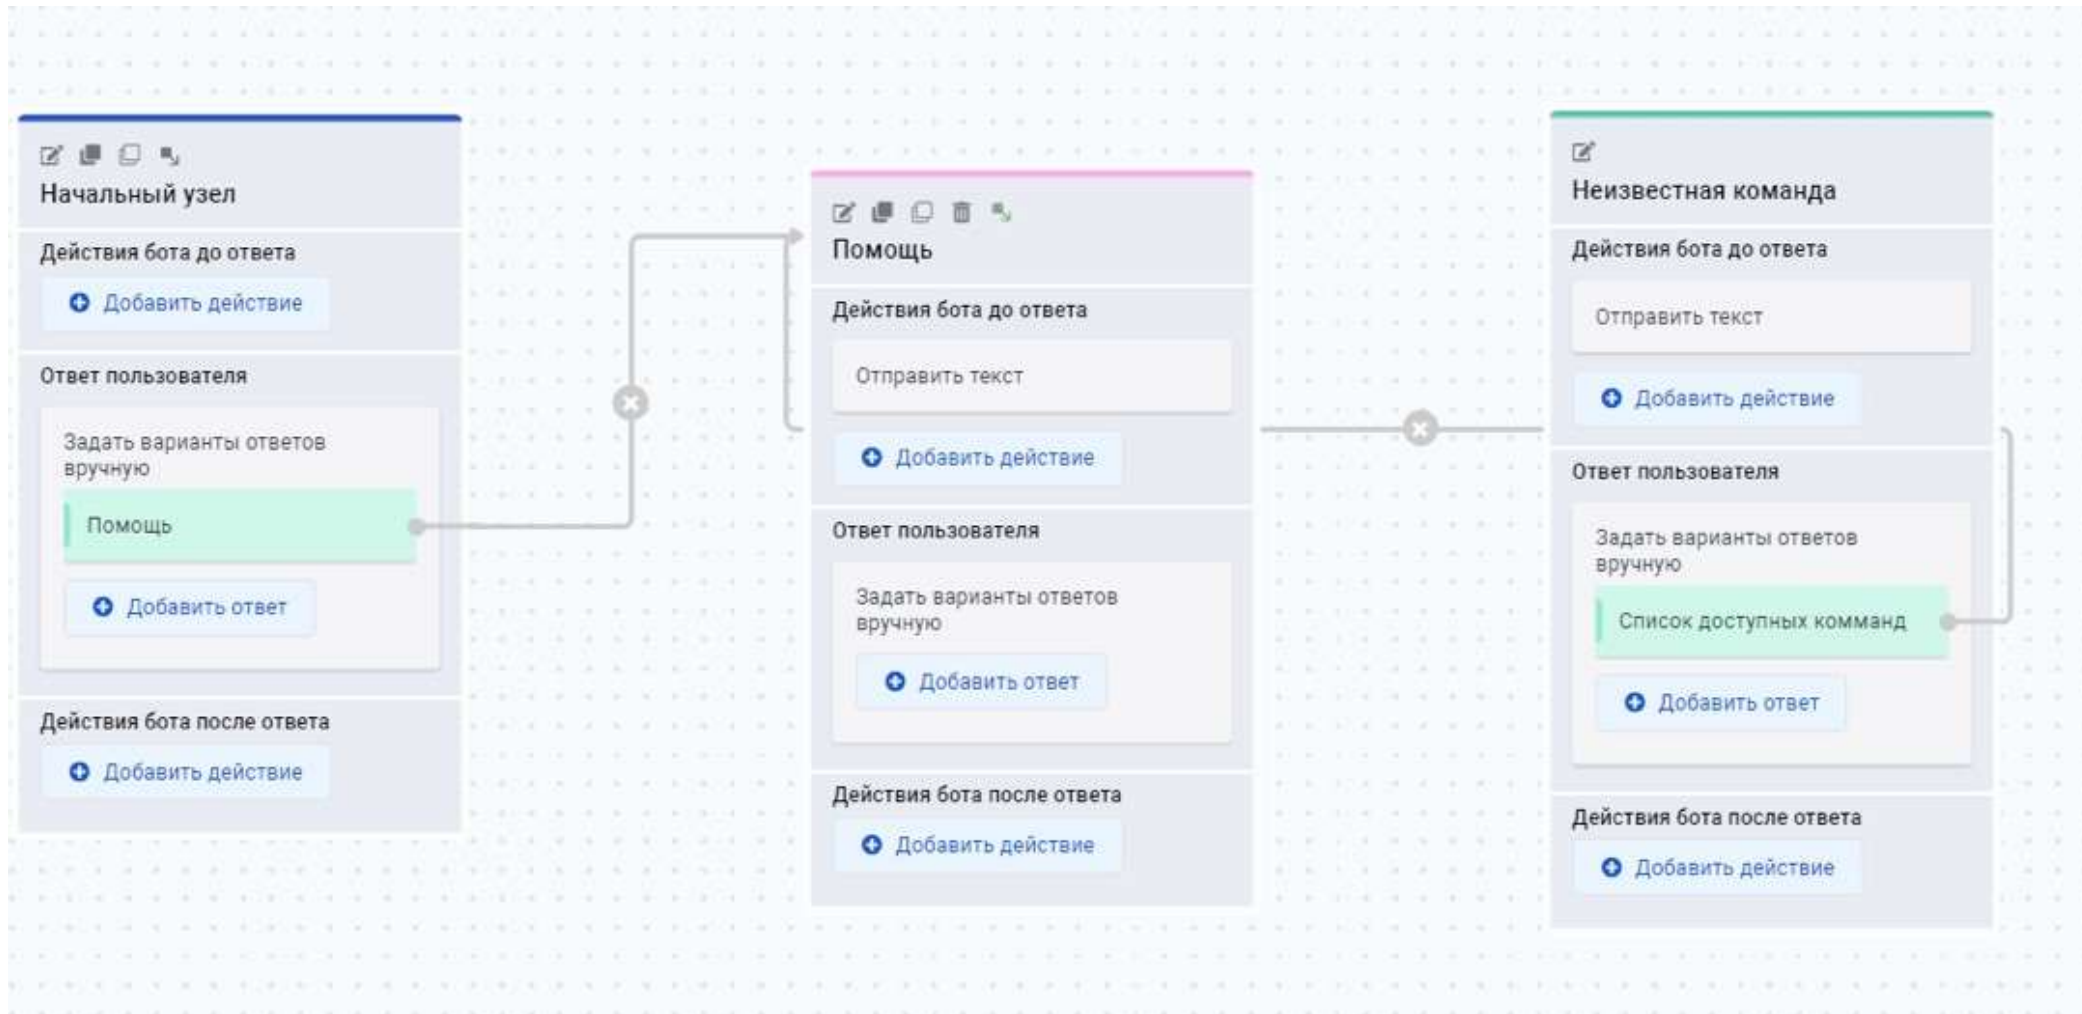 Начальный узел
Действия бота до ответа
Добавить действие
Ответ пользователя
Задать варианты ответов
вручную
Помощь
Добавить ответ
Действия бота после ответа
Добавить действие
Помощь
Действия бота до ответа
Отправить текст
Добавить действие
Ответ пользователя
Задать варианты ответов
вручную
Добавить ответ
Действия бота после ответа
Добавить действие
Неизвестная команда
Действия бота до ответа
Отправить текст
Добавить действие
Ответ пользователя
Задать варианты ответов
вручную
Список доступных комманд
Добавить ответ
Действия бота после ответа
Добавить действие